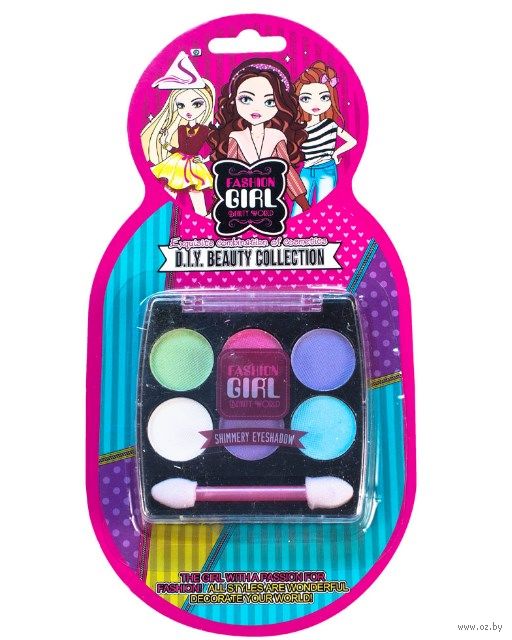 FASHION
GIRL
BEAUTY WORLD
Exquisite combination of cosmetics
D.I.Y. BEAUTY COLLECTION
FASHION
GIRL
BEAUTY WORLD
SHIMMERY EYESHADOW
THE GIRL WITH A PASSION FOR
FASHION! ALL STYLES ARE WONDERFUL
DECORATE YOUR WORLD!
www.oz.by